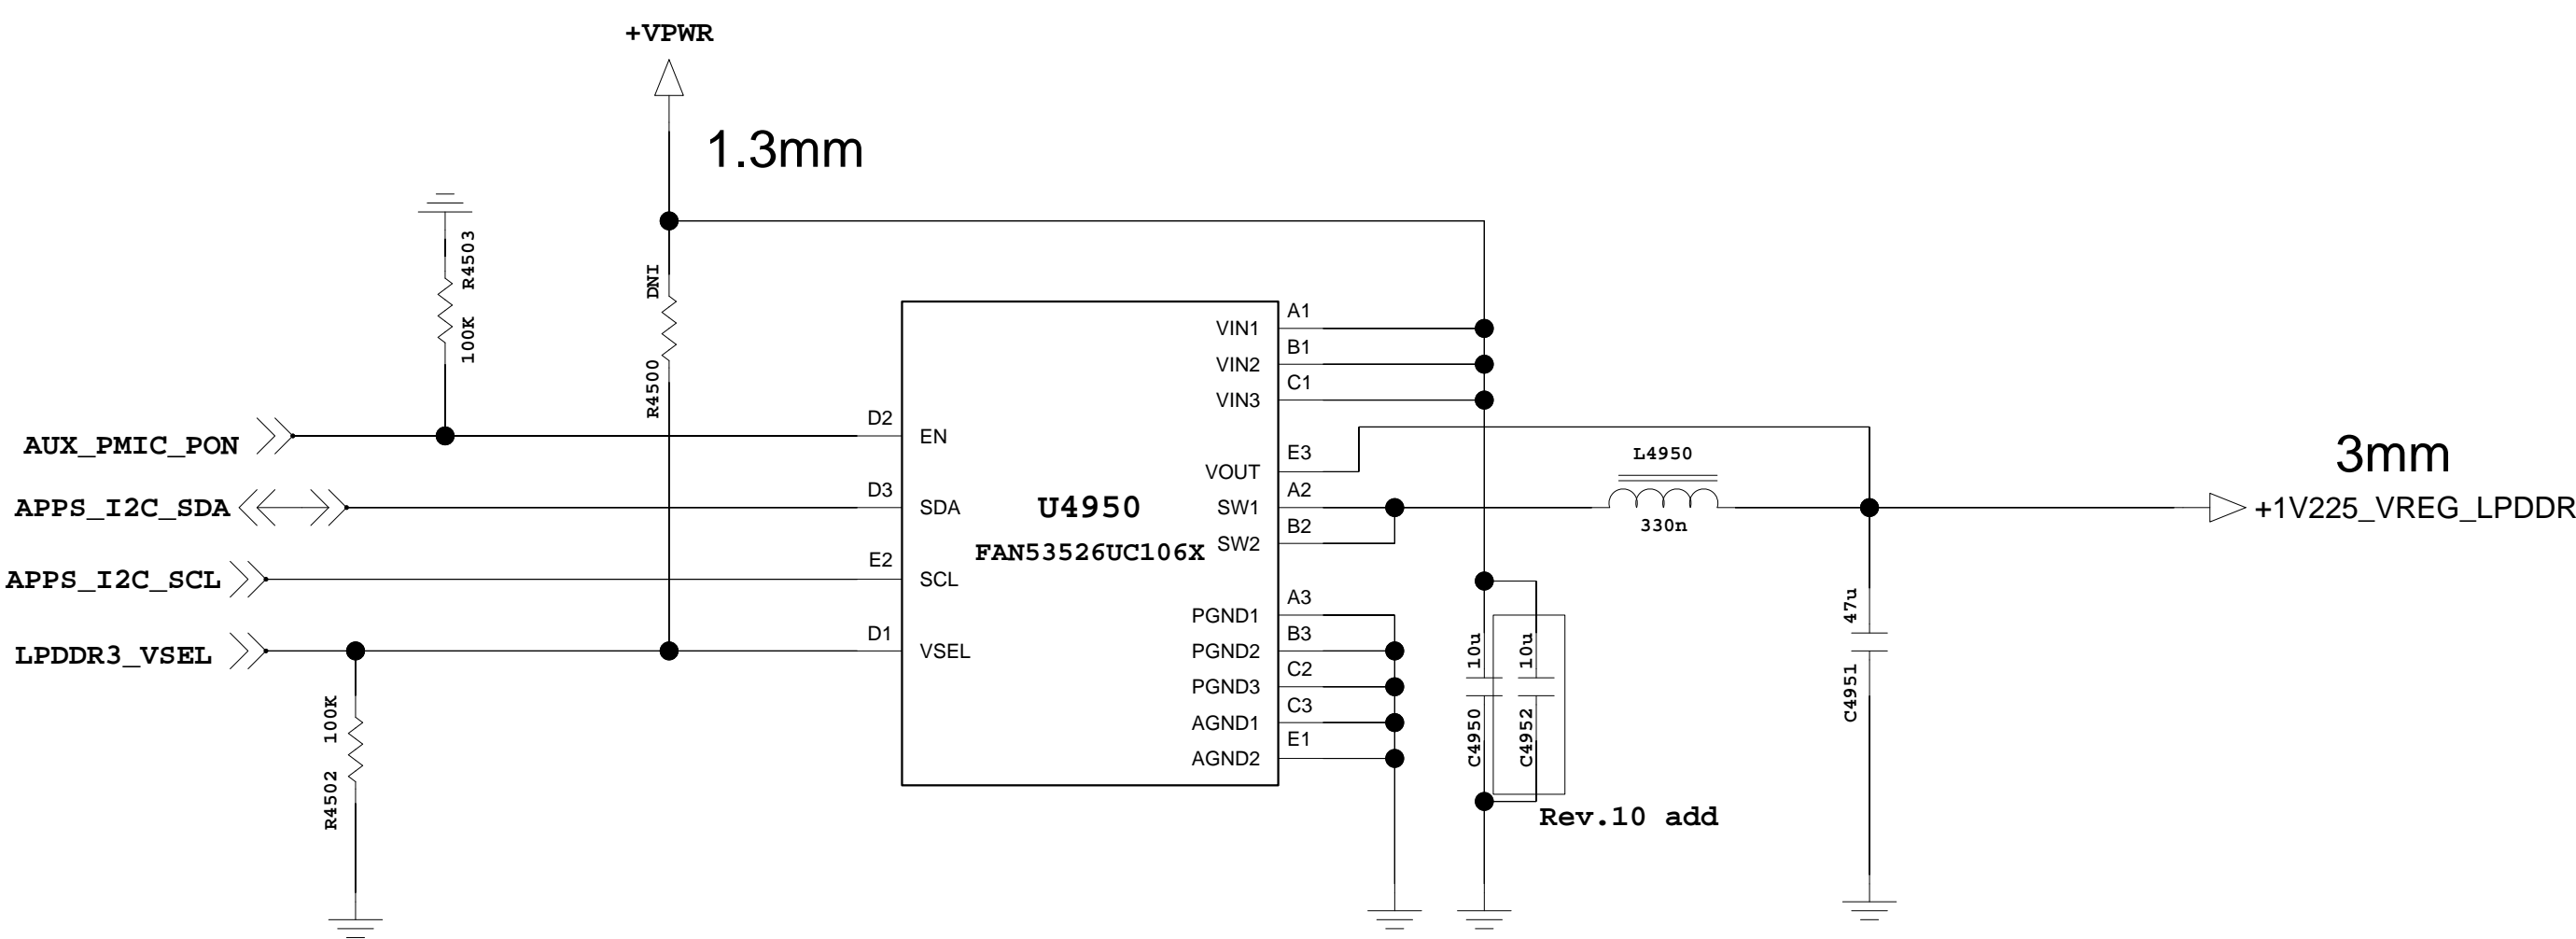 +VPWR
1.3mm
R4503
100K
DNI
R4500
AUX_PMIC_PON
APPS_I2C_SDA
APPS_I2C_SCL
LPDDR3_VSEL
100K
R4502
D2
EN
D3
SDA
E2
SCL
D1
VSEL
U4950
FAN53526UC106X
VIN1
A1
VIN2
B1
VIN3
C1
VOUT
E3
SW1
A2
SW2
B2
PGND1
A3
PGND2
B3
PGND3
C2
AGND1
C3
AGND2
E1
L4950
330n
3mm
+1V225_VREG_LPDDR
10u
C4950
10u
C4952
Rev.10 add
47u
C4951